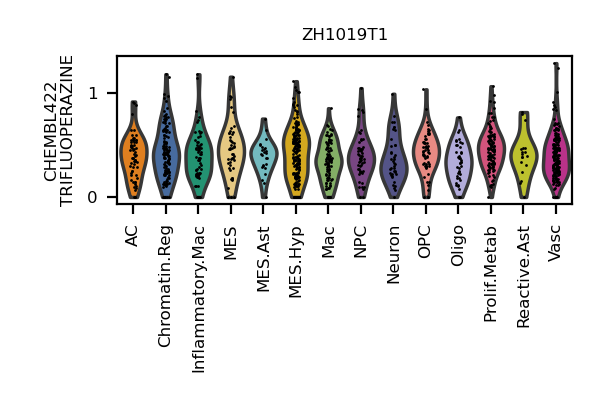 ZH1019T1
CHEMBL422
TRIFLUOPERAZINE
1
0
AC
Chromatin.Reg
Inflammatory.Mac
MES
MES.Ast
MES.Hyp
Mac
NPC
Neuron
OPC
Oligo
Prolif.Metab
Reactive.Ast
Vasc